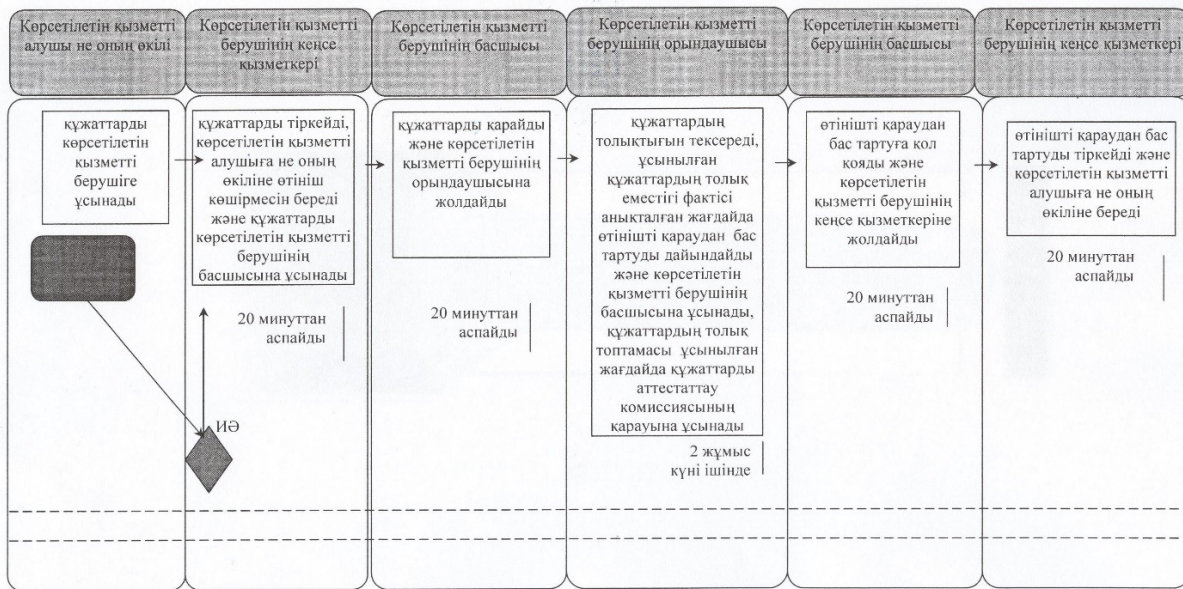 Көрсетілетін қызметті
алушы не оның өкілі
Көрсетілетін қызметті
берушінің кеңсе
қызметкері
Көрсетілетін қызметті
берушінің басшысы
Көрсетілетін қызметті
берушінің орындаушысы
Көрсетілетін қызметті
берушінің басшысы
Көрсетілетін қызметті
берушінің кеңсе қызметкері
құжаттарды
көрсетілетін
қызметті
берушіге
ұсынады
құжаттарды тіркейді,
көрсетілетін қызметті
алушыға не оның
өкіліне өтініш
көшірмесін береді
және құжаттарды
көрсетілетін қызметті
берушінің
басшысына ұсынады
20 минуттан
аспайды
ИӘ
құжаттарды қарайды
және көрсетілетін
қызметті берушінің
орындаушысына
жолдайды
20 минуттан
аспайды
құжаттардың
толықтығын тексереді,
ұсынылған
құжаттардың толық
еместігі фактісі
анықталған жағдайда
өтінішті қараудан бас
тартуды дайындайды
және көрсетілетін
қызметті берушінің
басшысына ұсынады,
құжаттардың толық
топтамасы ұсынылған
жағдайда құжаттарды
аттестаттау
комиссиясының
қарауына ұсынады
2 жұмыс
күні ішінде
өтінішті қараудан
бас тартуға қол
қояды және
көрсетілетін
қызметті берушінің
кеңсе қызметкеріне
жолдайды
20 минуттан
аспайды
өтінішті қараудан бас
тартуды тіркейді және
көрсетілетін қызметті
алушыға не оның
өкіліне береді
20 минуттан
аспайды